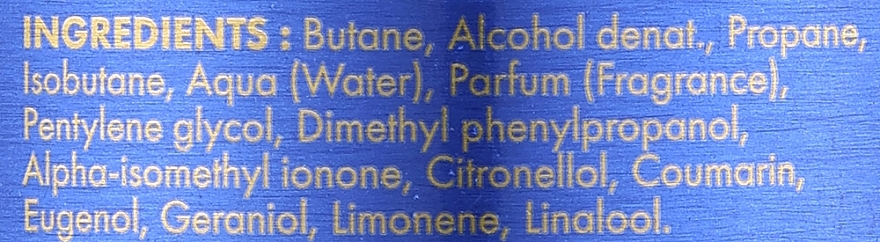 INGREDIENTS : Butane, Alcohol denat., Propane,
Isobutane, Aqua (Water), Parfum (Fragrance),
Pentylene glycol, Dimethyl phenylpropanol,
Alpha-isomethyl ionone, Citronellol, Coumarin,
Eugenol, Geraniol, Limonene, Linalool.